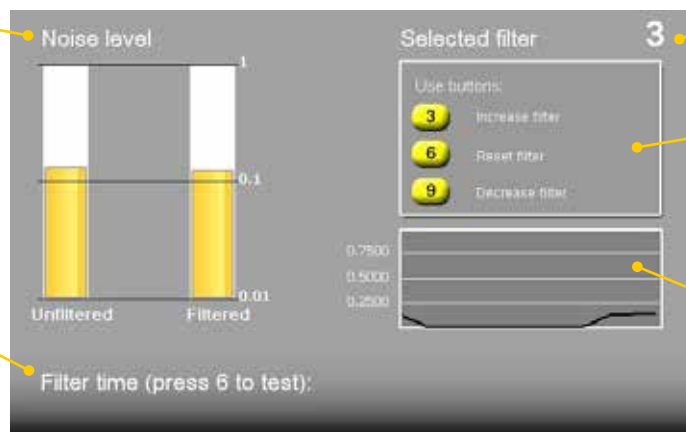 Noise level
1
0.1
0.01
Unfiltered
Filtered
Selected filter
3
Use buttons:
3 Increase filter
6 Reset filter
9 Decrease filter
0.7500
0.5000
0.2500
Filter time (press 6 to test):